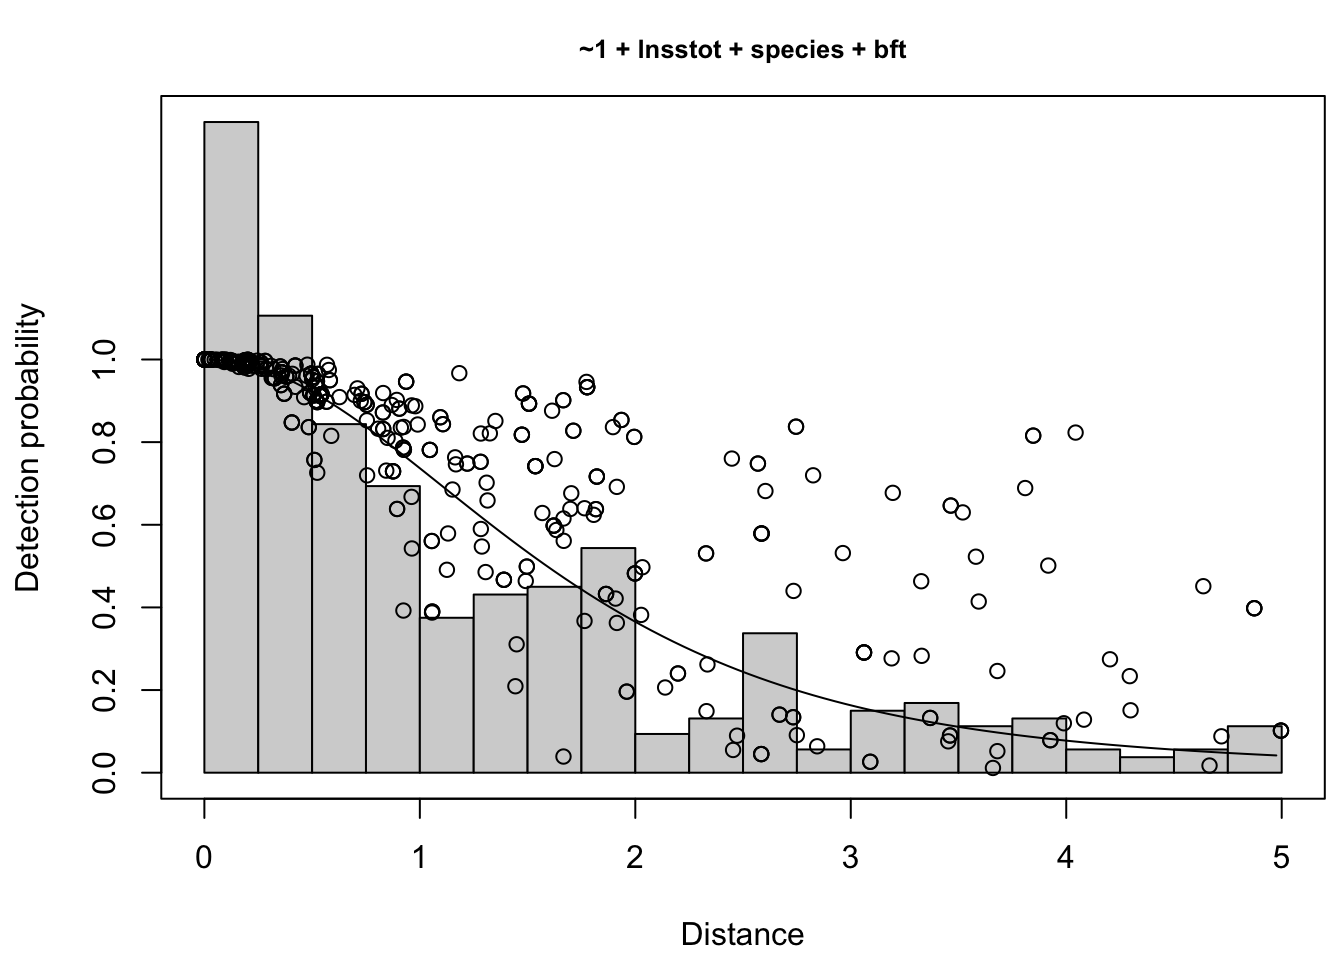 ~1 + lnsstot + species + bft
Detection probability
1.0
0.8
0.6
0.4
0.2
0.0
0 1 2 3 4 5
Distance